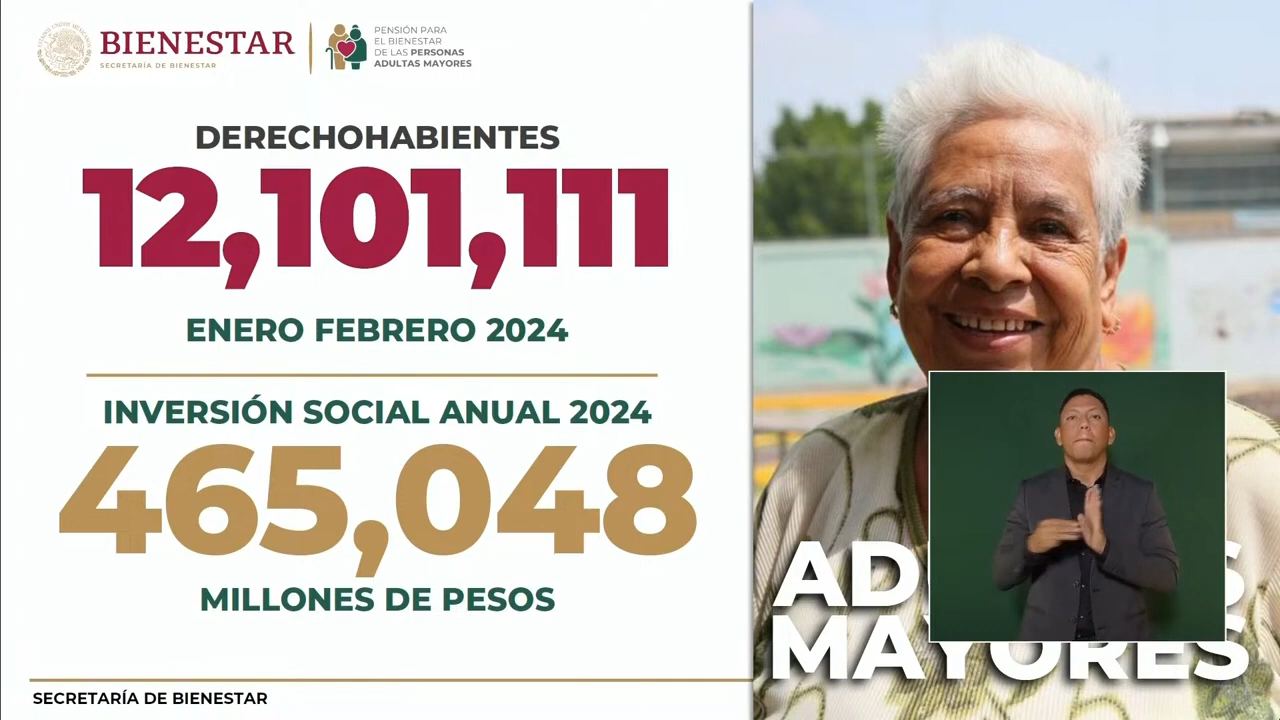 BIENESTAR
SECRETARÍA DE BIENESTAR
PENSIÓN PARA
EL BIENESTAR
DE LAS PERSONAS
ADULTAS MAYORES
DERECHOHABIENTES
12,101,111
ENERO FEBRERO 2024
INVERSIÓN SOCIAL ANUAL 2024
465,048
MILLONES DE PESOS
SECRETARÍA DE BIENESTAR
MAYORES